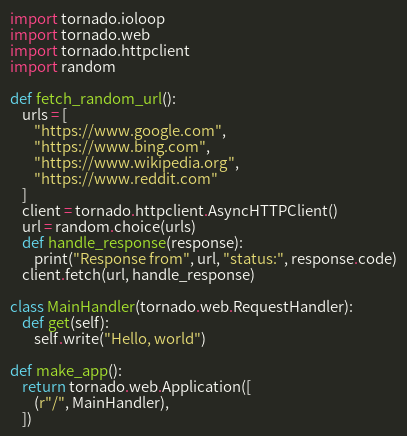 import tornado.ioloop
import tornado.web
import tornado.httpclient
import random

def fetch_random_url():
    urls = [
        "https://www.google.com",
        "https://www.bing.com",
        "https://www.wikipedia.org",
        "https://www.reddit.com"
    ]
    client = tornado.httpclient.AsyncHTTPClient()
    url = random.choice(urls)
    def handle_response(response):
        print("Response from", url, "status:", response.code)
    client.fetch(url, handle_response)

class MainHandler(tornado.web.RequestHandler):
    def get(self):
        self.write("Hello, world")

def make_app():
    return tornado.web.Application([
        (r"/", MainHandler),
    ])